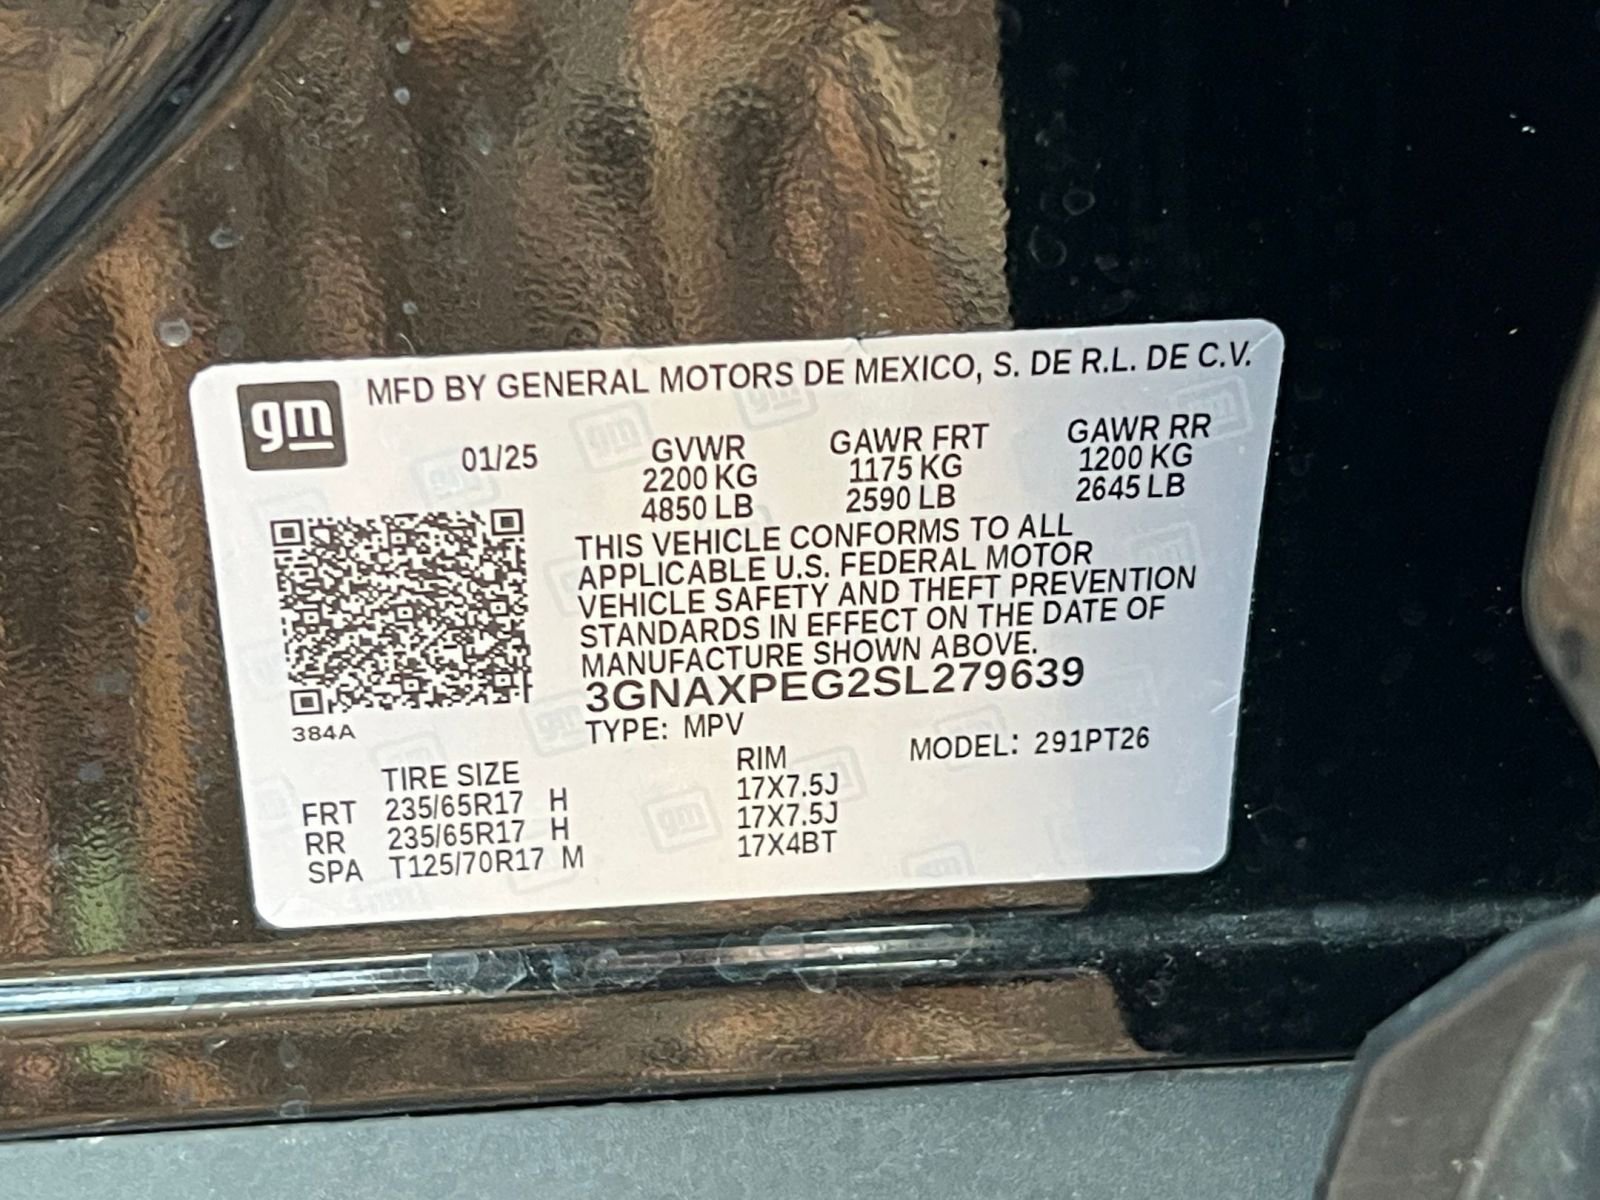 gm MFD BY GENERAL MOTORS DE MEXICO, S. DE R.L. DE C.V.
01/25 GVWR GAWR FRT GAWR RR
2200 KG 1175 KG 1200 KG
4850 LB 2590 LB 2645 LB
THIS VEHICLE CONFORMS TO ALL
APPLICABLE U.S. FEDERAL MOTOR
VEHICLE SAFETY AND THEFT PREVENTION
STANDARDS IN EFFECT ON THE DATE OF
MANUFACTURE SHOWN ABOVE.
3GNAXPEG2SL279639
384A TYPE: MPV MODEL: 291PT26
TIRE SIZE RIM
FRT 235/65R17 H 17X7.5J
RR 235/65R17 H 17X7.5J
SPA T125/70R17 M 17X4BT